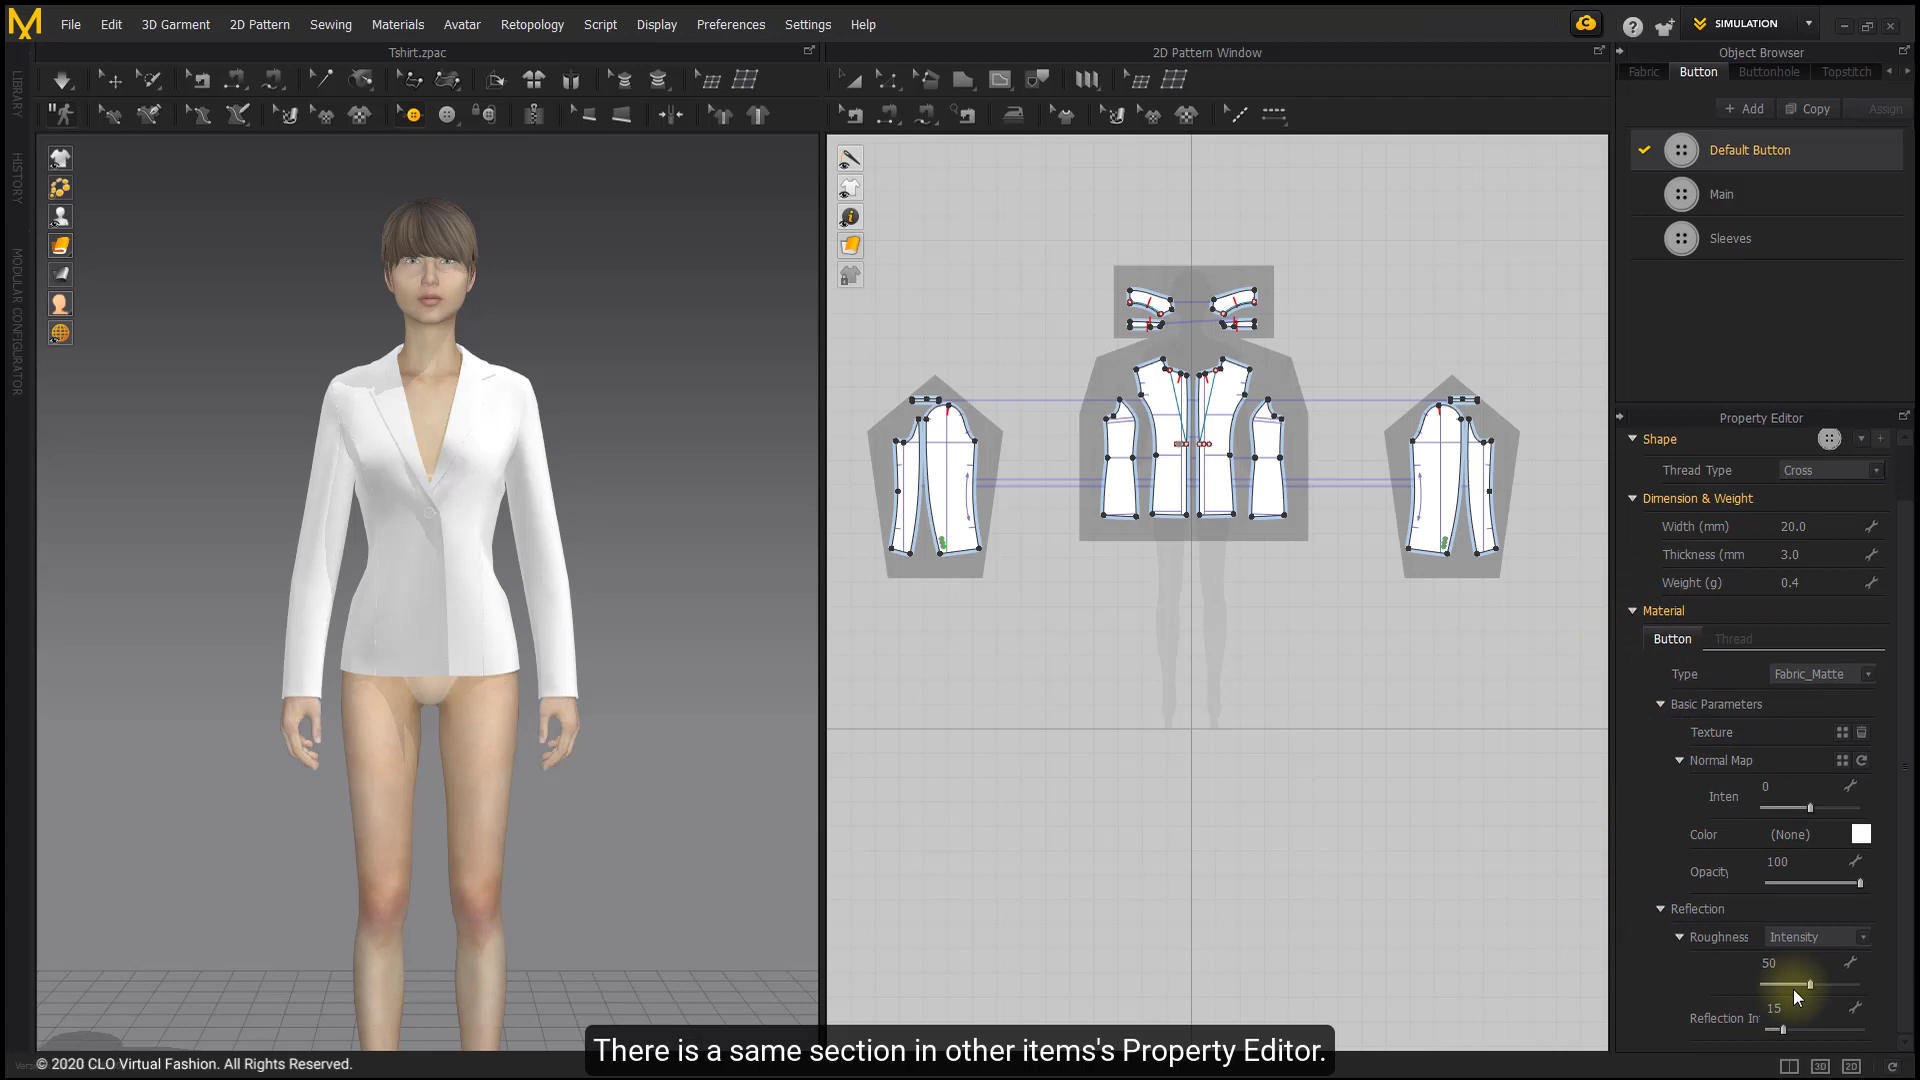 File Edit 3D Garment 2D Pattern Sewing Materials Avatar Retopology Script Display Preferences Settings Help
SIMULATION
Tshirt.zpac
2D Pattern Window
Object Browser
Fabric Button Buttonhole Topstitch
+ Add Copy Assign
Default Button
Main
Sleeves
LIBRARY
HISTORY
MODULAR CONFIGURATOR
Property Editor
Shape
Thread Type Cross
Dimension & Weight
Width (mm) 20.0
Thickness (mm 3.0
Weight (g) 0.4
Material
Button Thread
Type Fabric_Matte
Basic Parameters
Texture
Normal Map
Inten 0
Color (None)
Opacity 100
Reflection
Roughness Intensity
50
Reflection In 15
There is a same section in other items's Property Editor.
© 2020 CLO Virtual Fashion. All Rights Reserved.
3D 2D